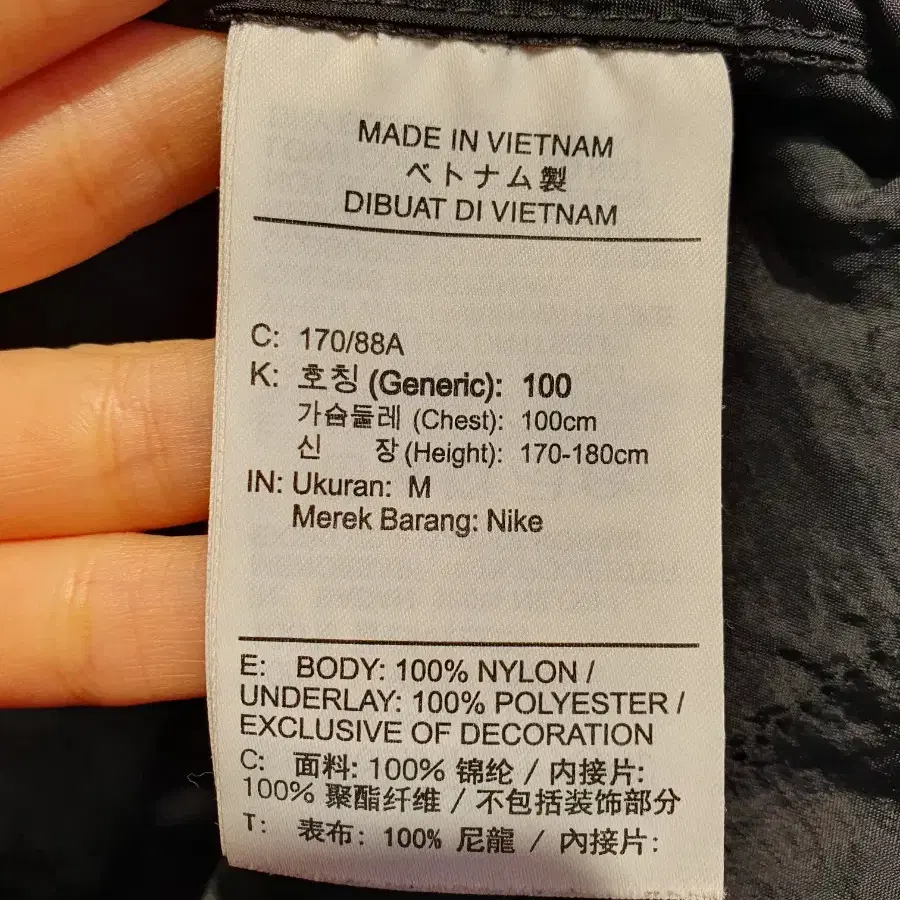 MADE IN VIETNAM
ベトナム製
DIBUAT DI VIETNAM
C: 170/88A
K: 호칭 (Generic): 100
가슴둘레 (Chest): 100cm
신 장 (Height): 170-180cm
IN: Ukuran: M
Merek Barang: Nike
E: BODY: 100% NYLON /
UNDERLAY: 100% POLYESTER /
EXCLUSIVE OF DECORATION
C: 面料: 100% 锦纶 / 内接片:
100% 聚酯纤维 / 不包括装饰部分
T: 表布: 100% 尼龍 / 內接片: